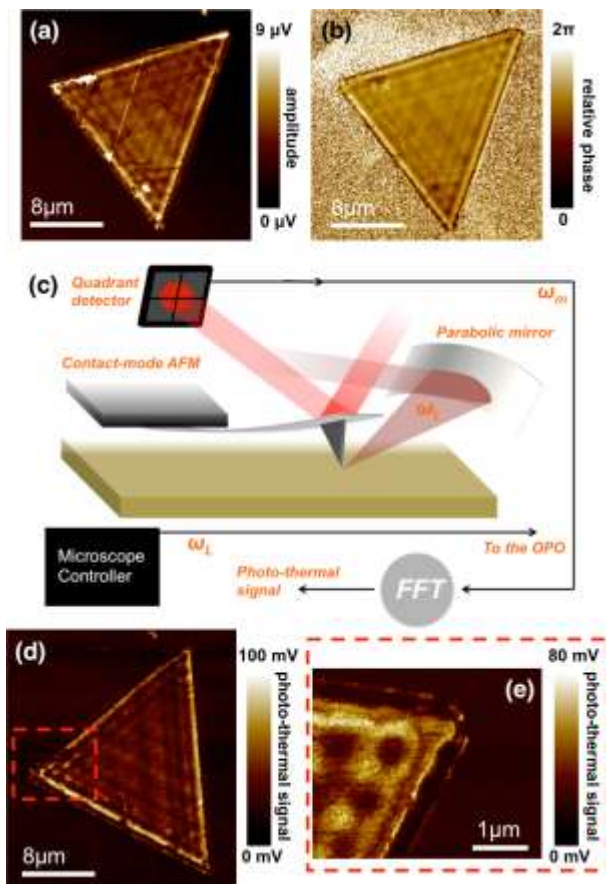 (a)
9 μV
amplitude
0 μV
8μm
(b)
2π
relative phase
0
8μm
(c)
Quadrant
detector
ωm
Parabolic mirror
Contact-mode AFM
ωL
Microscope
Controller
ωL
To the OPO
Photo-thermal
signal
FFT
(d)
100 mV
photo-thermal signal
0 mV
8μm
(e)
80 mV
photo-thermal signal
0 mV
1μm